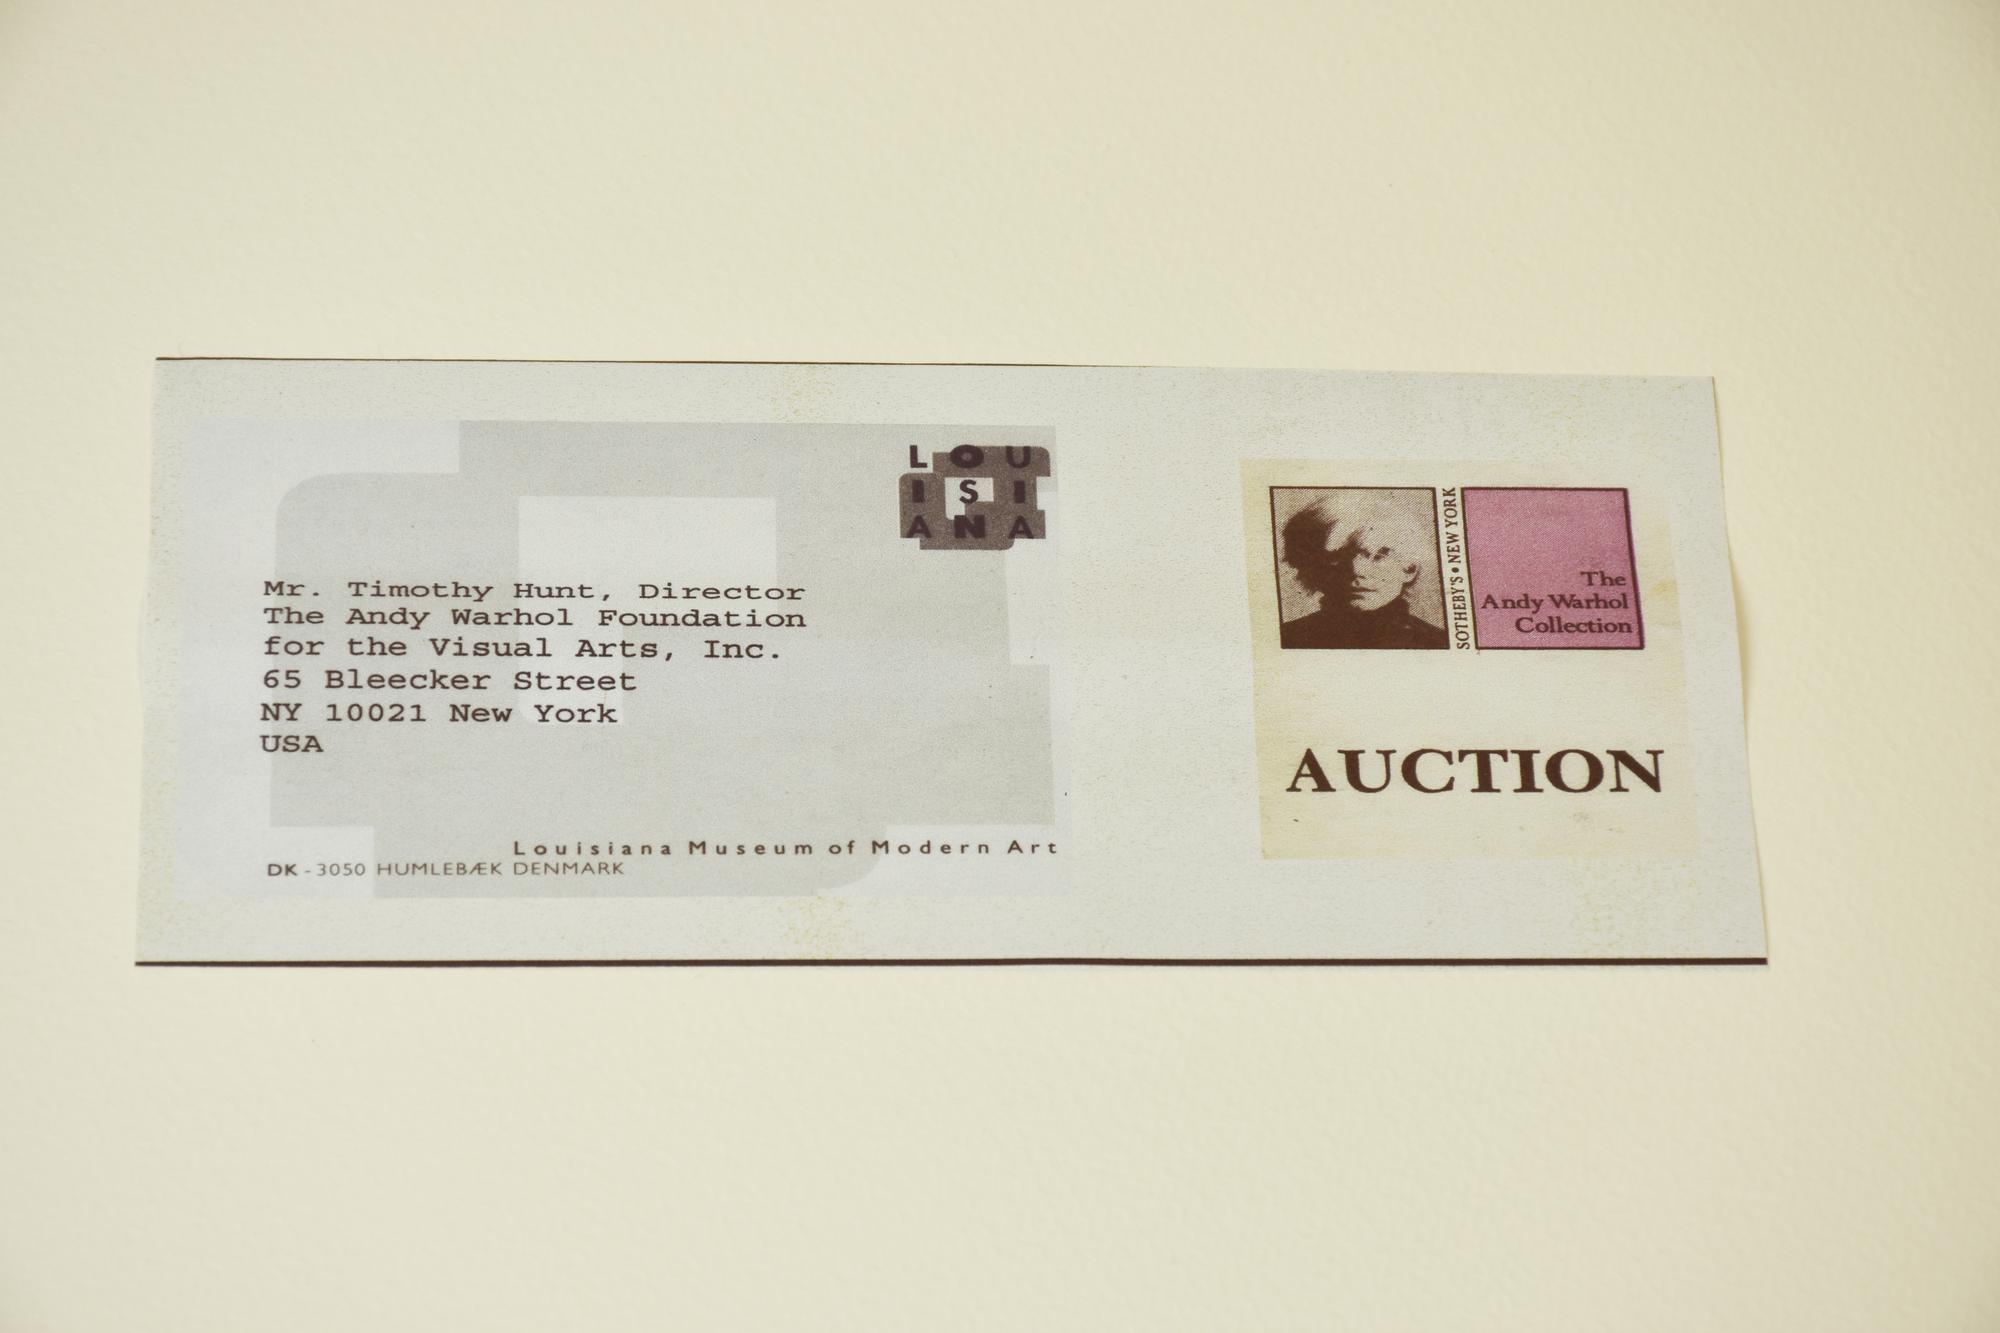 LOU
ISI
ANA
Mr. Timothy Hunt, Director
The Andy Warhol Foundation
for the Visual Arts, Inc.
65 Bleecker Street
NY 10021 New York
USA
Louisiana Museum of Modern Art
DK - 3050 HUMLEBÆK DENMARK
SOTHEBY'S • NEW YORK
The
Andy Warhol
Collection
AUCTION